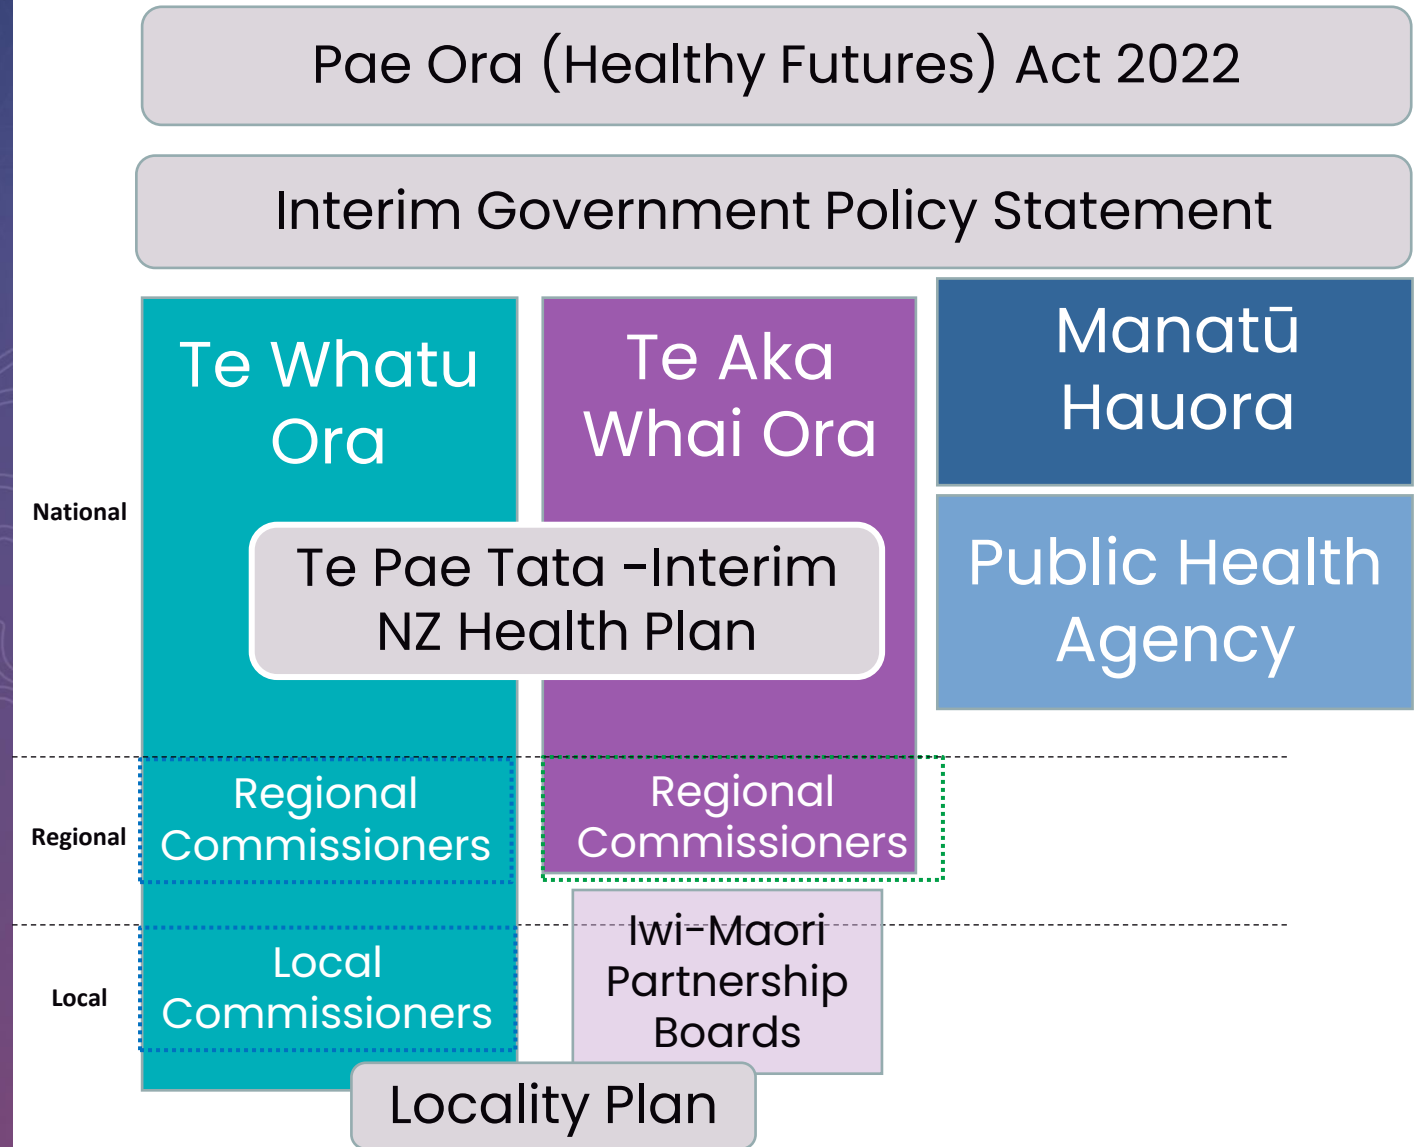 Pae Ora (Healthy Futures) Act 2022
Interim Government Policy Statement
Te Whatu
Ora
Te Aka
Whai Ora
Manatū
Hauora
National
Te Pae Tata -Interim
NZ Health Plan
Public Health
Agency
Regional
Regional
Commissioners
Regional
Commissioners
Local
Local
Commissioners
Iwi-Maori
Partnership
Boards
Locality Plan